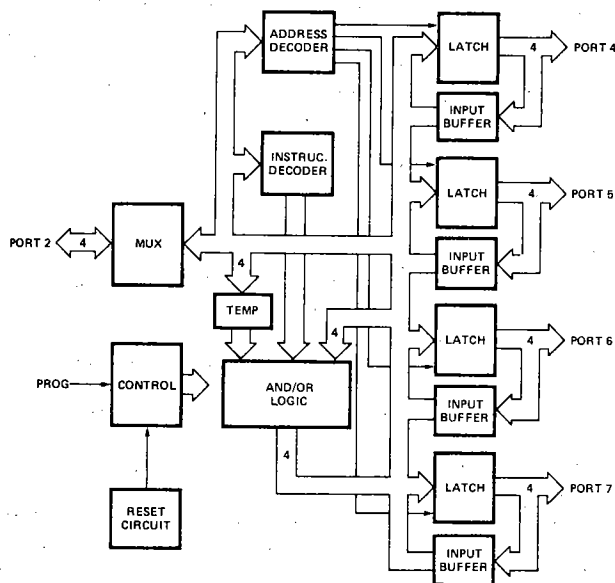 ADDRESS
DECODER
LATCH
4
PORT 4
INPUT
BUFFER
INSTRUC.
DECODER
LATCH
4
PORT 5
PORT 2
4
MUX
INPUT
BUFFER
4
TEMP
4
LATCH
4
PORT 6
PROG
CONTROL
AND/OR
LOGIC
INPUT
BUFFER
4
LATCH
4
PORT 7
RESET
CIRCUIT
INPUT
BUFFER